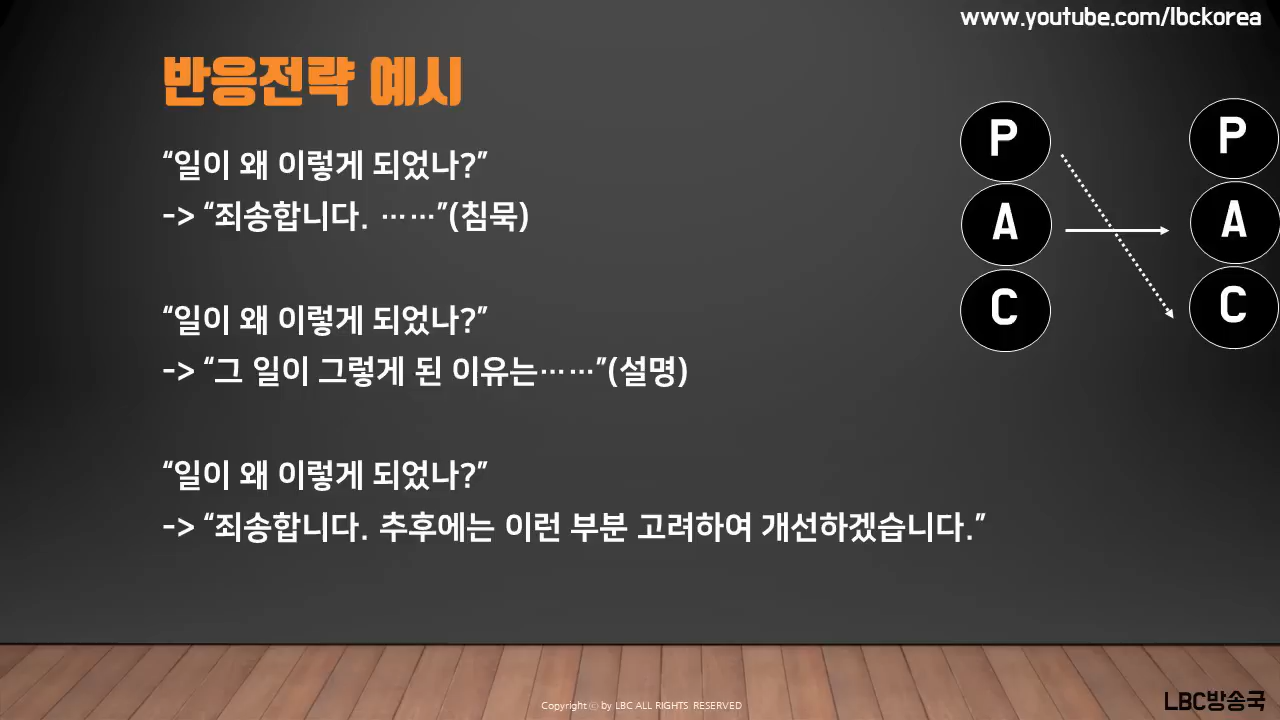 www.youtube.com/lbckorea
반응전략 예시
“일이 왜 이렇게 되었나?”
-> “죄송합니다. ……”(침묵)
“일이 왜 이렇게 되었나?”
-> “그 일이 그렇게 된 이유는……”(설명)
“일이 왜 이렇게 되었나?”
-> “죄송합니다. 추후에는 이런 부분 고려하여 개선하겠습니다.”
P P
A A
C C
Copyright ⓒ by LBC ALL RIGHTS RESERVED
LBC방송국